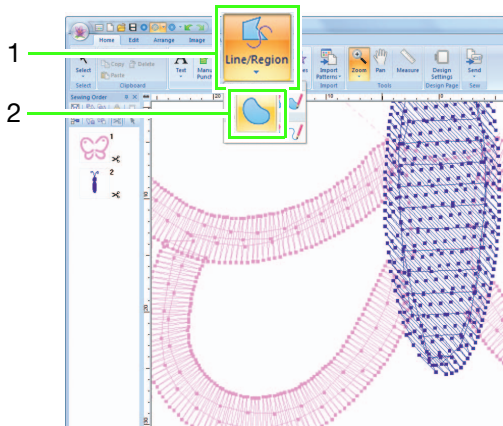 1
2
Home Edit Arrange Image
Select
Copy Delete
Paste
Text
Line/Region
Import
Patterns
Zoom
Pan
Measure
Design
Settings
Send
Select Clipboard Import Tools Design Page Sew
Sewing Order
1
2